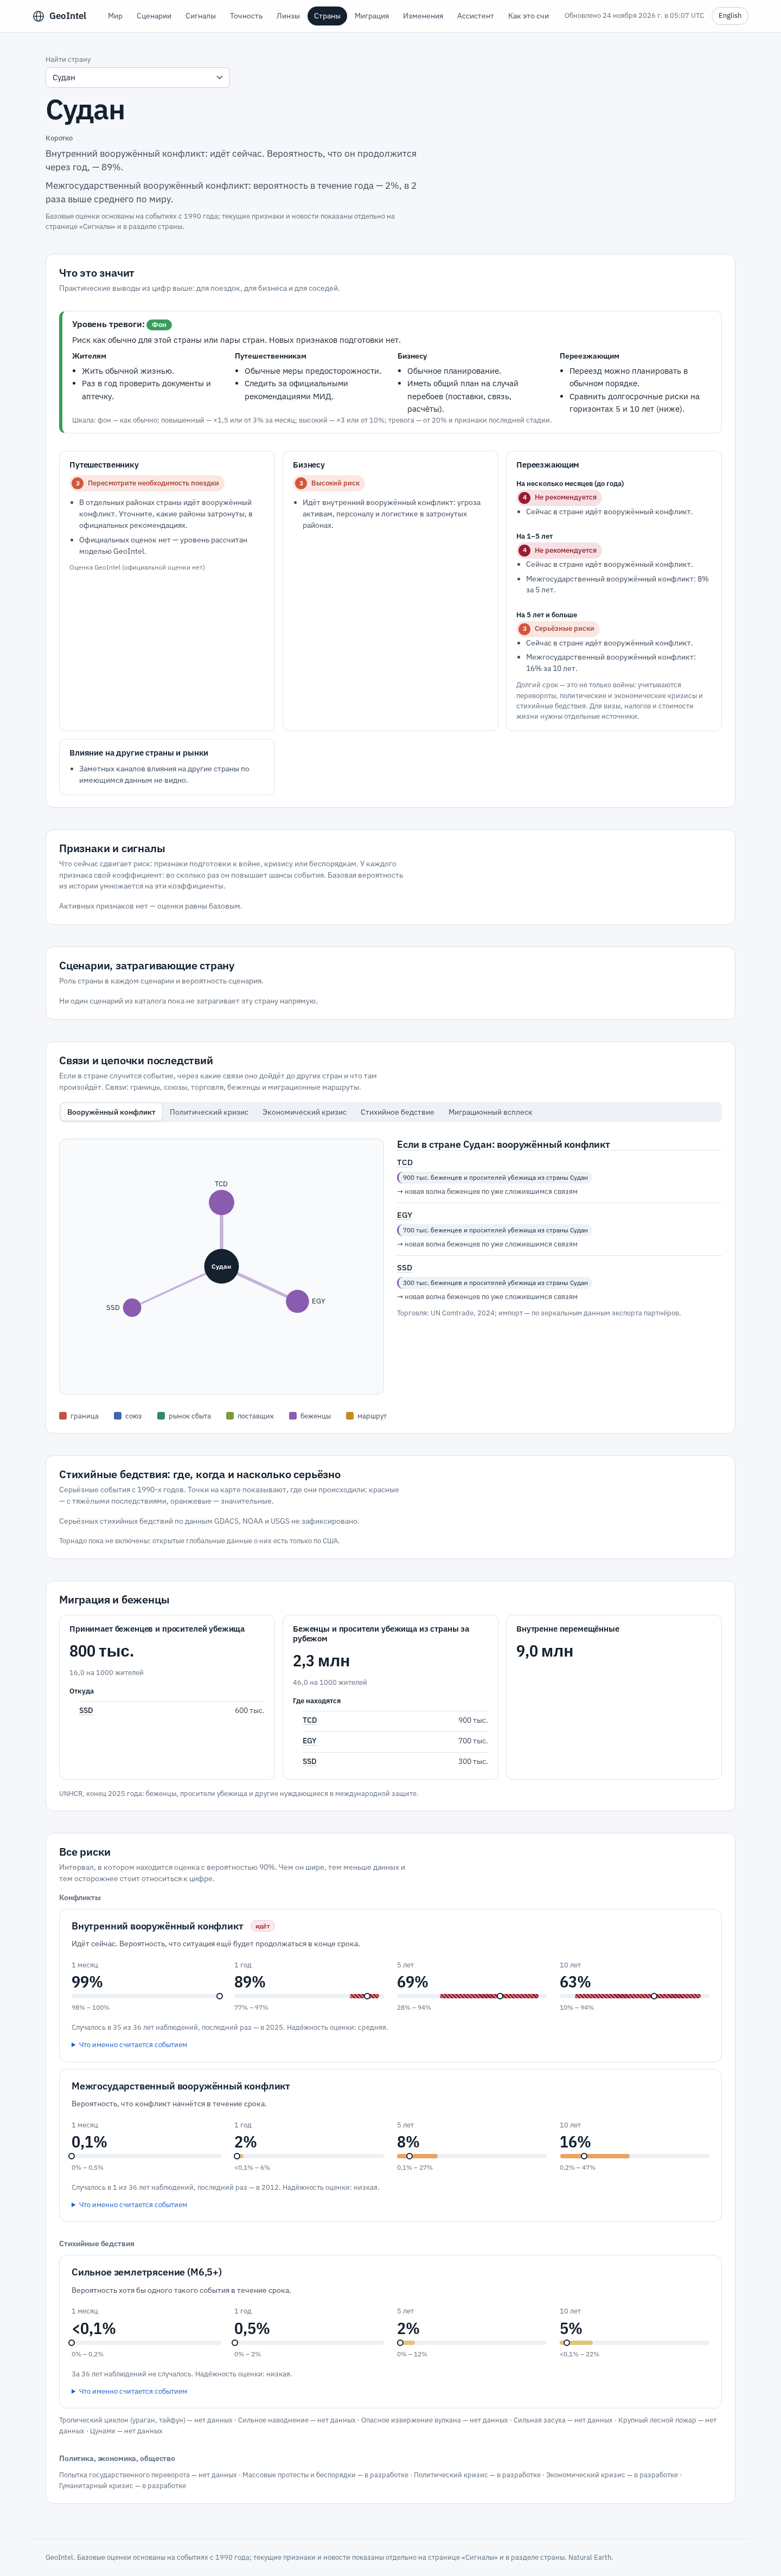 GeoIntel
Мир
Сценарии
Сигналы
Точность
Линзы
Страны
Миграция
Изменения
Ассистент
Как это счи
Обновлено 24 ноября 2026 г. в 05:07 UTC
English
Найти страну
Судан
Судан
Коротко
Внутренний вооружённый конфликт: идёт сейчас. Вероятность, что он продолжится
через год, — 89%.
Межгосударственный вооружённый конфликт: вероятность в течение года — 2%, в 2
раза выше среднего по миру.
Базовые оценки основаны на событиях с 1990 года; текущие признаки и новости показаны отдельно на
странице «Сигналы» и в разделе страны.
Что это значит
Практические выводы из цифр выше: для поездок, для бизнеса и для соседей.
Уровень тревоги: Фон
Риск как обычно для этой страны или пары стран. Новых признаков подготовки нет.
Жителям
Жить обычной жизнью.
Раз в год проверить документы и
аптечку.
Путешественникам
Обычные меры предосторожности.
Следить за официальными
рекомендациями МИД.
Бизнесу
Обычное планирование.
Иметь общий план на случай
перебоев (поставки, связь,
расчёты).
Переезжающим
Переезд можно планировать в
обычном порядке.
Сравнить долгосрочные риски на
горизонтах 5 и 10 лет (ниже).
Шкала: фон — как обычно; повышенный — ×1,5 или от 3% за месяц; высокий — ×3 или от 10%; тревога — от 20% и признаки последней стадии.
Путешественнику
3 Пересмотрите необходимость поездки
В отдельных районах страны идёт вооружённый
конфликт. Уточните, какие районы затронуты, в
официальных рекомендациях.
Официальных оценок нет — уровень рассчитан
моделью GeoIntel.
Оценка GeoIntel (официальной оценки нет)
Бизнесу
3 Высокий риск
Идёт внутренний вооружённый конфликт: угроза
активам, персоналу и логистике в затронутых
районах.
Переезжающим
На несколько месяцев (до года)
4 Не рекомендуется
Сейчас в стране идёт вооружённый конфликт.
На 1–5 лет
4 Не рекомендуется
Сейчас в стране идёт вооружённый конфликт.
Межгосударственный вооружённый конфликт: 8%
за 5 лет.
На 5 лет и больше
3 Серьёзные риски
Сейчас в стране идёт вооружённый конфликт.
Межгосударственный вооружённый конфликт:
16% за 10 лет.
Долгий срок — это не только войны: учитываются
перевороты, политические и экономические кризисы и
стихийные бедствия. Для визы, налогов и стоимости
жизни нужны отдельные источники.
Влияние на другие страны и рынки
Заметных каналов влияния на другие страны по
имеющимся данным не видно.
Признаки и сигналы
Что сейчас сдвигает риск: признаки подготовки к войне, кризису или беспорядкам. У каждого
признака свой коэффициент: во сколько раз он повышает шансы события. Базовая вероятность
из истории умножается на эти коэффициенты.
Активных признаков нет — оценки равны базовым.
Сценарии, затрагивающие страну
Роль страны в каждом сценарии и вероятность сценария.
Ни один сценарий из каталога пока не затрагивает эту страну напрямую.
Связи и цепочки последствий
Если в стране случится событие, через какие связи оно дойдёт до других стран и что там
произойдёт. Связи: границы, союзы, торговля, беженцы и миграционные маршруты.
Вооружённый конфликт
Политический кризис
Экономический кризис
Стихийное бедствие
Миграционный всплеск
TCD
Судан
SSD
EGY
Если в стране Судан: вооружённый конфликт
TCD
900 тыс. беженцев и просителей убежища из страны Судан
→ новая волна беженцев по уже сложившимся связям
EGY
700 тыс. беженцев и просителей убежища из страны Судан
→ новая волна беженцев по уже сложившимся связям
SSD
300 тыс. беженцев и просителей убежища из страны Судан
→ новая волна беженцев по уже сложившимся связям
Торговля: UN Comtrade, 2024; импорт — по зеркальным данным экспорта партнёров.
граница
союз
рынок сбыта
поставщик
беженцы
маршрут
Стихийные бедствия: где, когда и насколько серьёзно
Серьёзные события с 1990-х годов. Точки на карте показывают, где они происходили: красные
— с тяжёлыми последствиями, оранжевые — значительные.
Серьёзных стихийных бедствий по данным GDACS, NOAA и USGS не зафиксировано.
Торнадо пока не включены: открытые глобальные данные о них есть только по США.
Миграция и беженцы
Принимает беженцев и просителей убежища
800 тыс.
16,0 на 1000 жителей
Откуда
SSD 600 тыс.
Беженцы и просители убежища из страны за
рубежом
2,3 млн
46,0 на 1000 жителей
Где находятся
TCD 900 тыс.
EGY 700 тыс.
SSD 300 тыс.
Внутренне перемещённые
9,0 млн
UNHCR, конец 2025 года: беженцы, просители убежища и другие нуждающиеся в международной защите.
Все риски
Интервал, в котором находится оценка с вероятностью 90%. Чем он шире, тем меньше данных и
тем осторожнее стоит относиться к цифре.
Конфликты
Внутренний вооружённый конфликт идёт
Идёт сейчас. Вероятность, что ситуация ещё будет продолжаться в конце срока.
1 месяц
99%
98% – 100%
1 год
89%
77% – 97%
5 лет
69%
28% – 94%
10 лет
63%
10% – 94%
Случалось в 35 из 36 лет наблюдений, последний раз — в 2025. Надёжность оценки: средняя.
Что именно считается событием
Межгосударственный вооружённый конфликт
Вероятность, что конфликт начнётся в течение срока.
1 месяц
0,1%
0% – 0,5%
1 год
2%
<0,1% – 6%
5 лет
8%
0,1% – 27%
10 лет
16%
0,2% – 47%
Случалось в 1 из 36 лет наблюдений, последний раз — в 2012. Надёжность оценки: низкая.
Что именно считается событием
Стихийные бедствия
Сильное землетрясение (M6,5+)
Вероятность хотя бы одного такого события в течение срока.
1 месяц
<0,1%
0% – 0,2%
1 год
0,5%
0% – 2%
5 лет
2%
0% – 12%
10 лет
5%
<0,1% – 22%
За 36 лет наблюдений не случалось. Надёжность оценки: низкая.
Что именно считается событием
Тропический циклон (ураган, тайфун) — нет данных · Сильное наводнение — нет данных · Опасное извержение вулкана — нет данных · Сильная засуха — нет данных · Крупный лесной пожар — нет
данных · Цунами — нет данных
Политика, экономика, общество
Попытка государственного переворота — нет данных · Массовые протесты и беспорядки — в разработке · Политический кризис — в разработке · Экономический кризис — в разработке ·
Гуманитарный кризис — в разработке
GeoIntel. Базовые оценки основаны на событиях с 1990 года; текущие признаки и новости показаны отдельно на странице «Сигналы» и в разделе страны. Natural Earth.